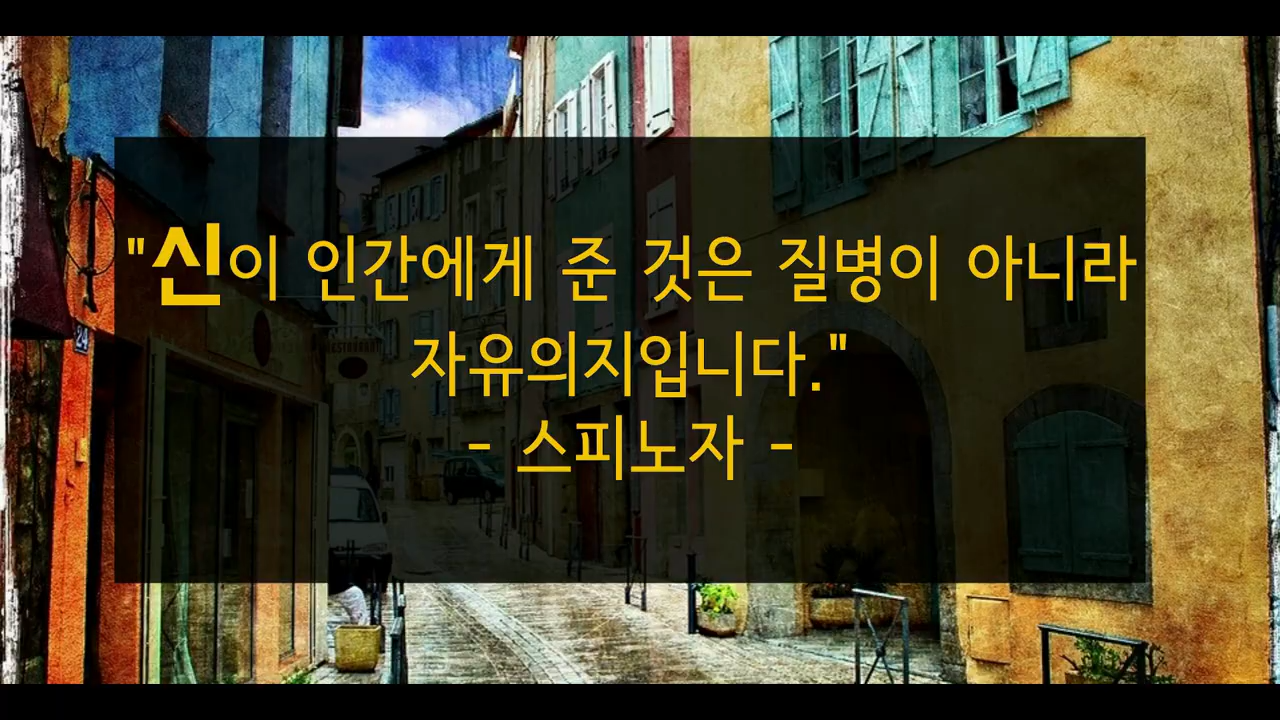 "신이 인간에게 준 것은 질병이 아니라
자유의지입니다."
- 스피노자 -
24